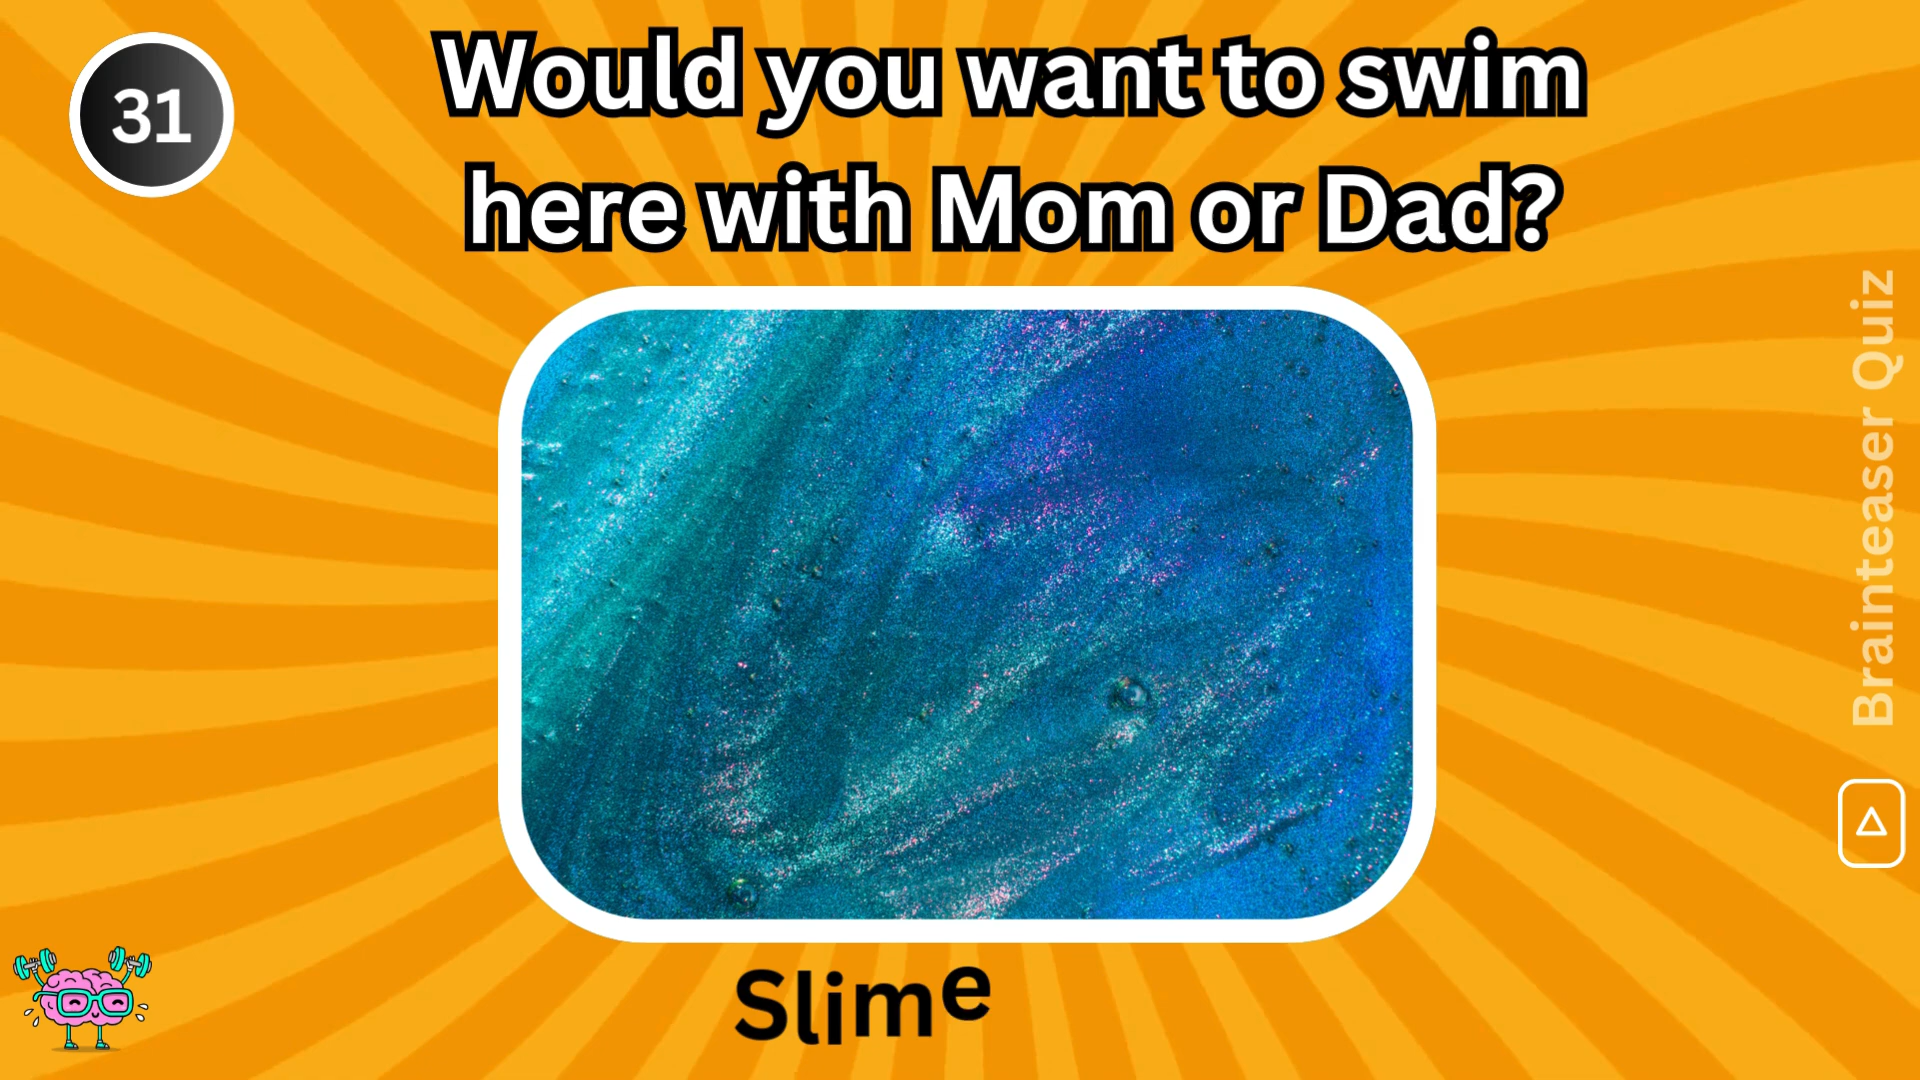 31
Would you want to swim
here with Mom or Dad?
Brainteaser Quiz
Slime